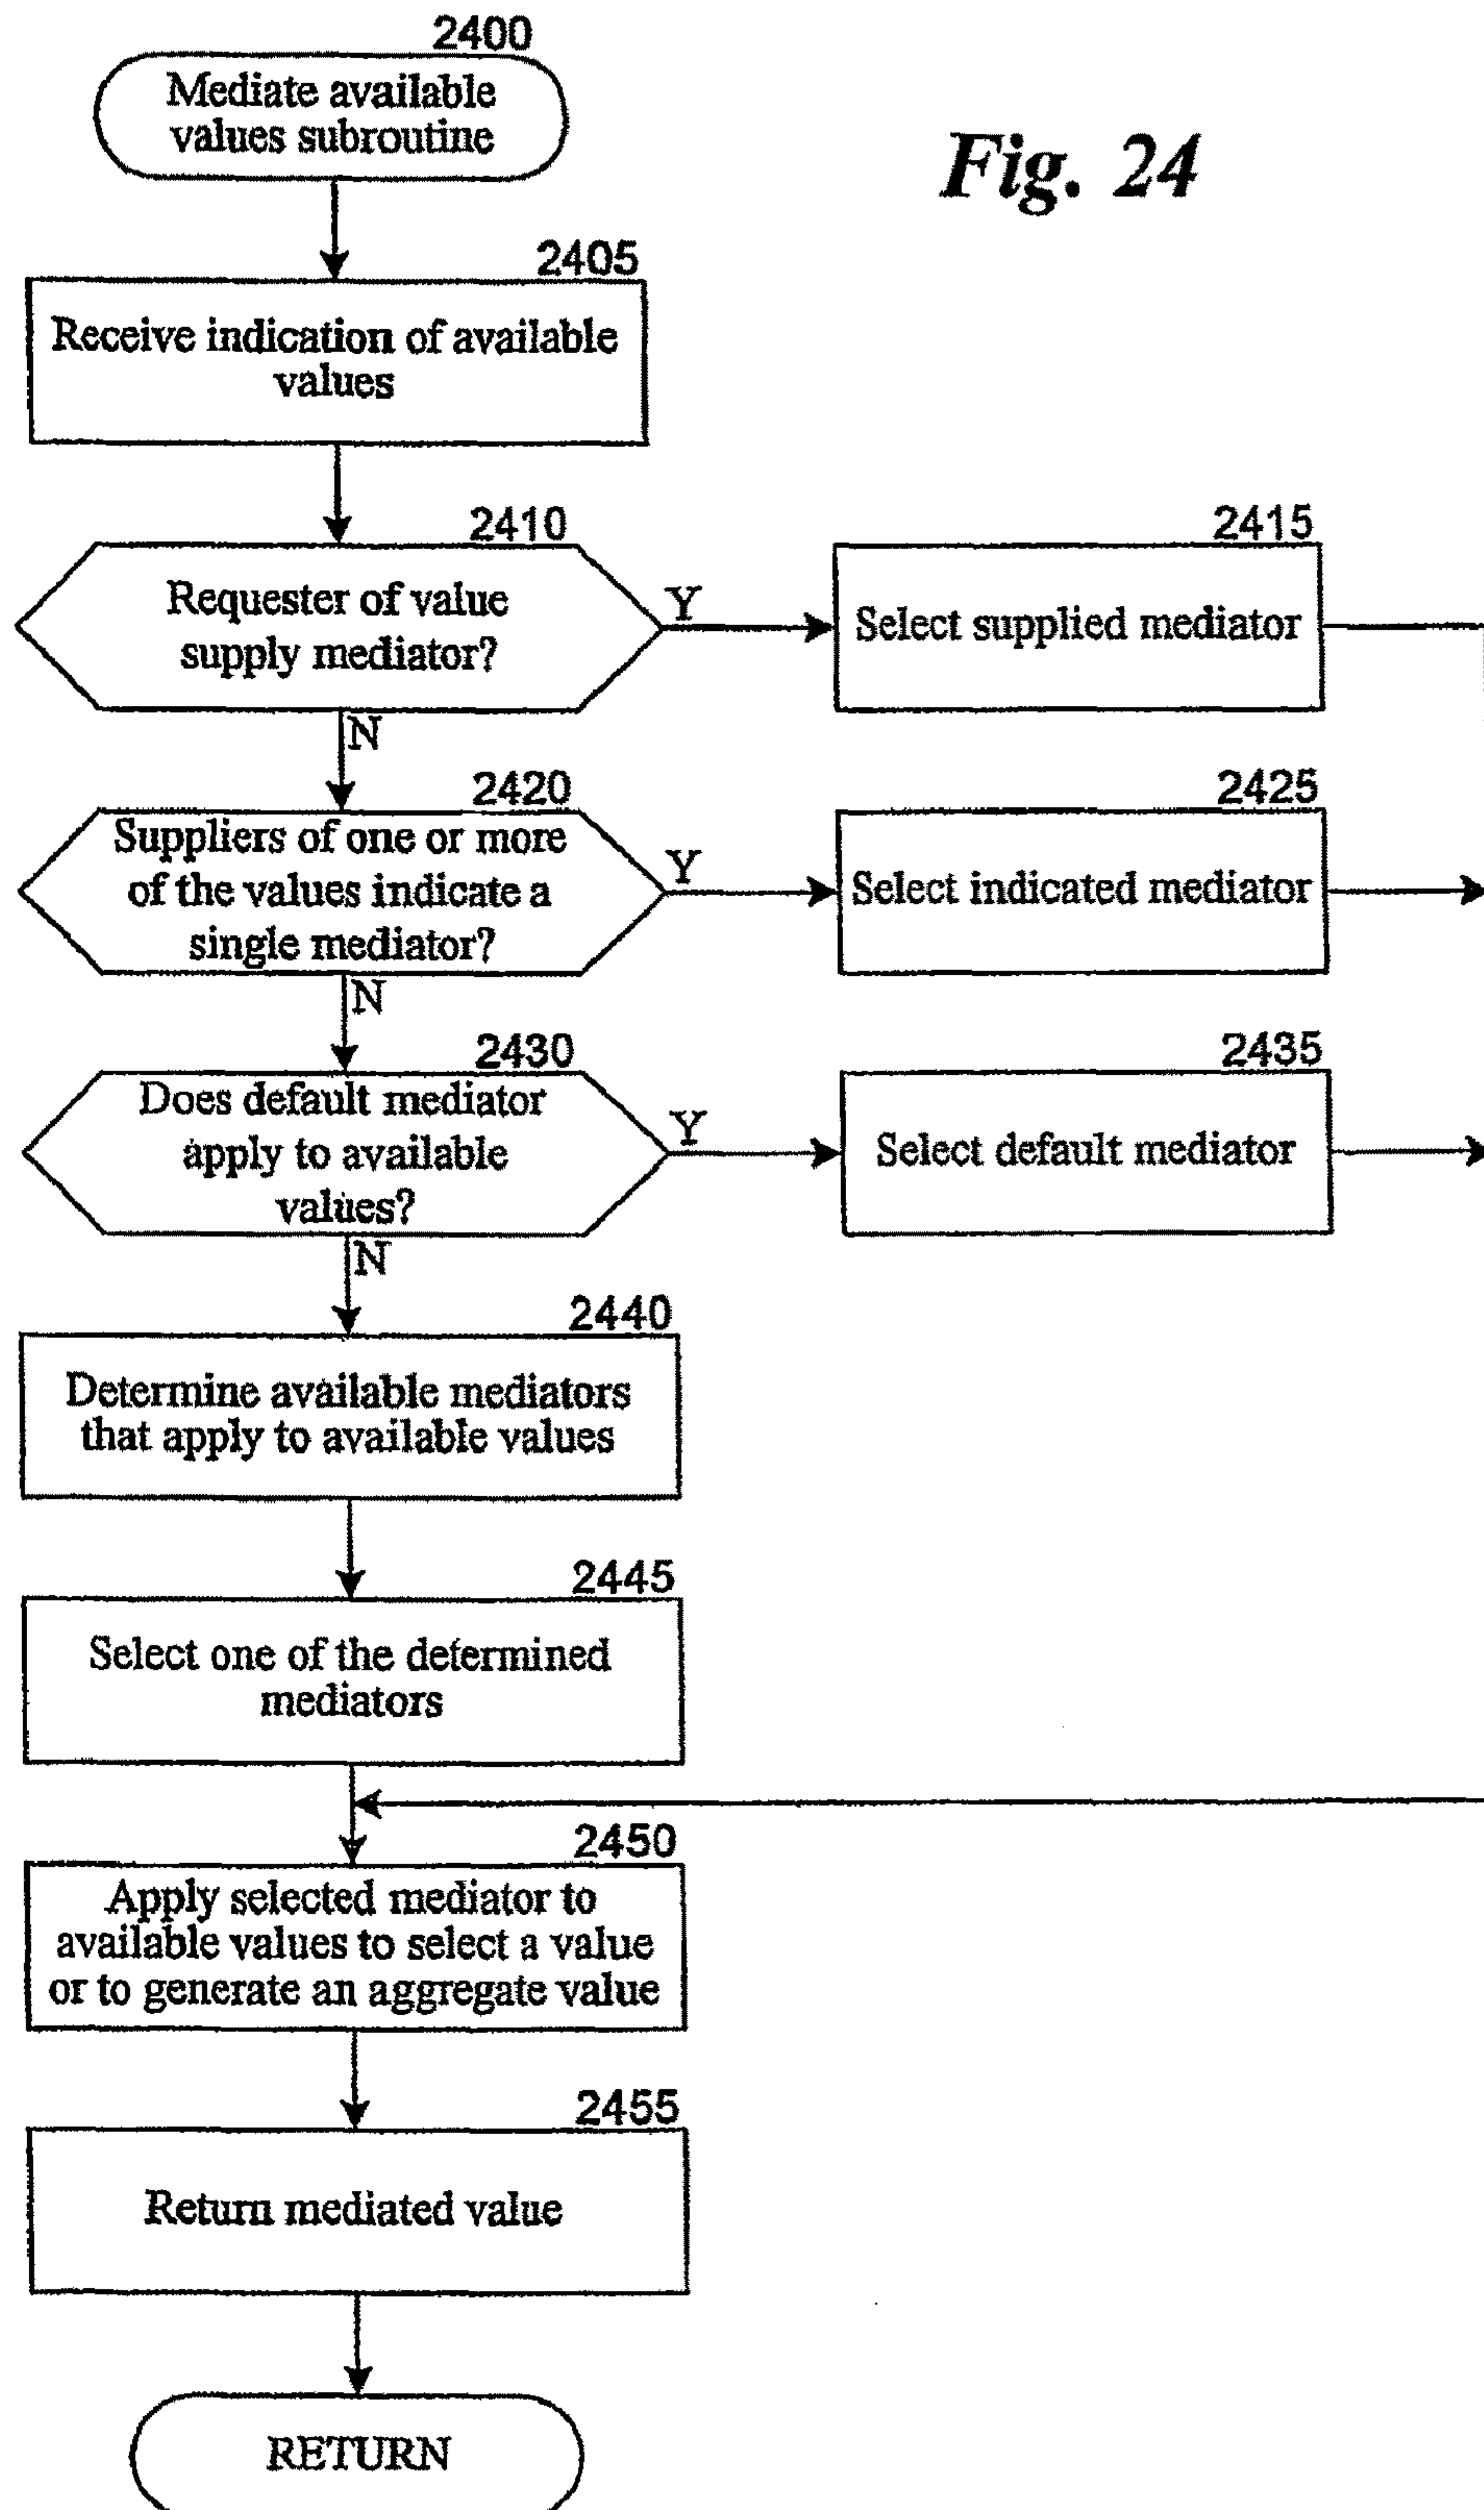 2400
Mediate available
values subroutine
Fig. 24
2405
Receive indication of available
values
2410
Requester of value
supply mediator?
Y
2415
Select supplied mediator
N
2420
Suppliers of one or more
of the values indicate a
single mediator?
Y
2425
Select indicated mediator
N
2430
Does default mediator
apply to available
values?
Y
2435
Select default mediator
N
2440
Determine available mediators
that apply to available values
2445
Select one of the determined
mediators
2450
Apply selected mediator to
available values to select a value
or to generate an aggregate value
2455
Return mediated value
RETURN